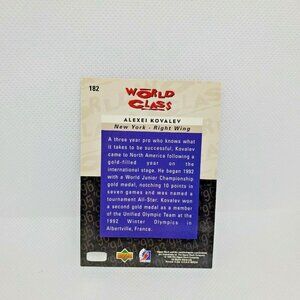 182
WORLD
CLASS
ALEXEI KOVALEV
New York - Right Wing
A three year pro who knows what
it takes to be successful, Kovalev
came to North America following a
gold-filled year on the
international stage. He began 1992
with a World Junior Championship
gold medal, notching 10 points in
seven games and was named a
tournament All-Star. Kovalev won
a second gold medal as a member
of the Unified Olympic Team at the
1992 Winter Olympics in
Albertville, France.